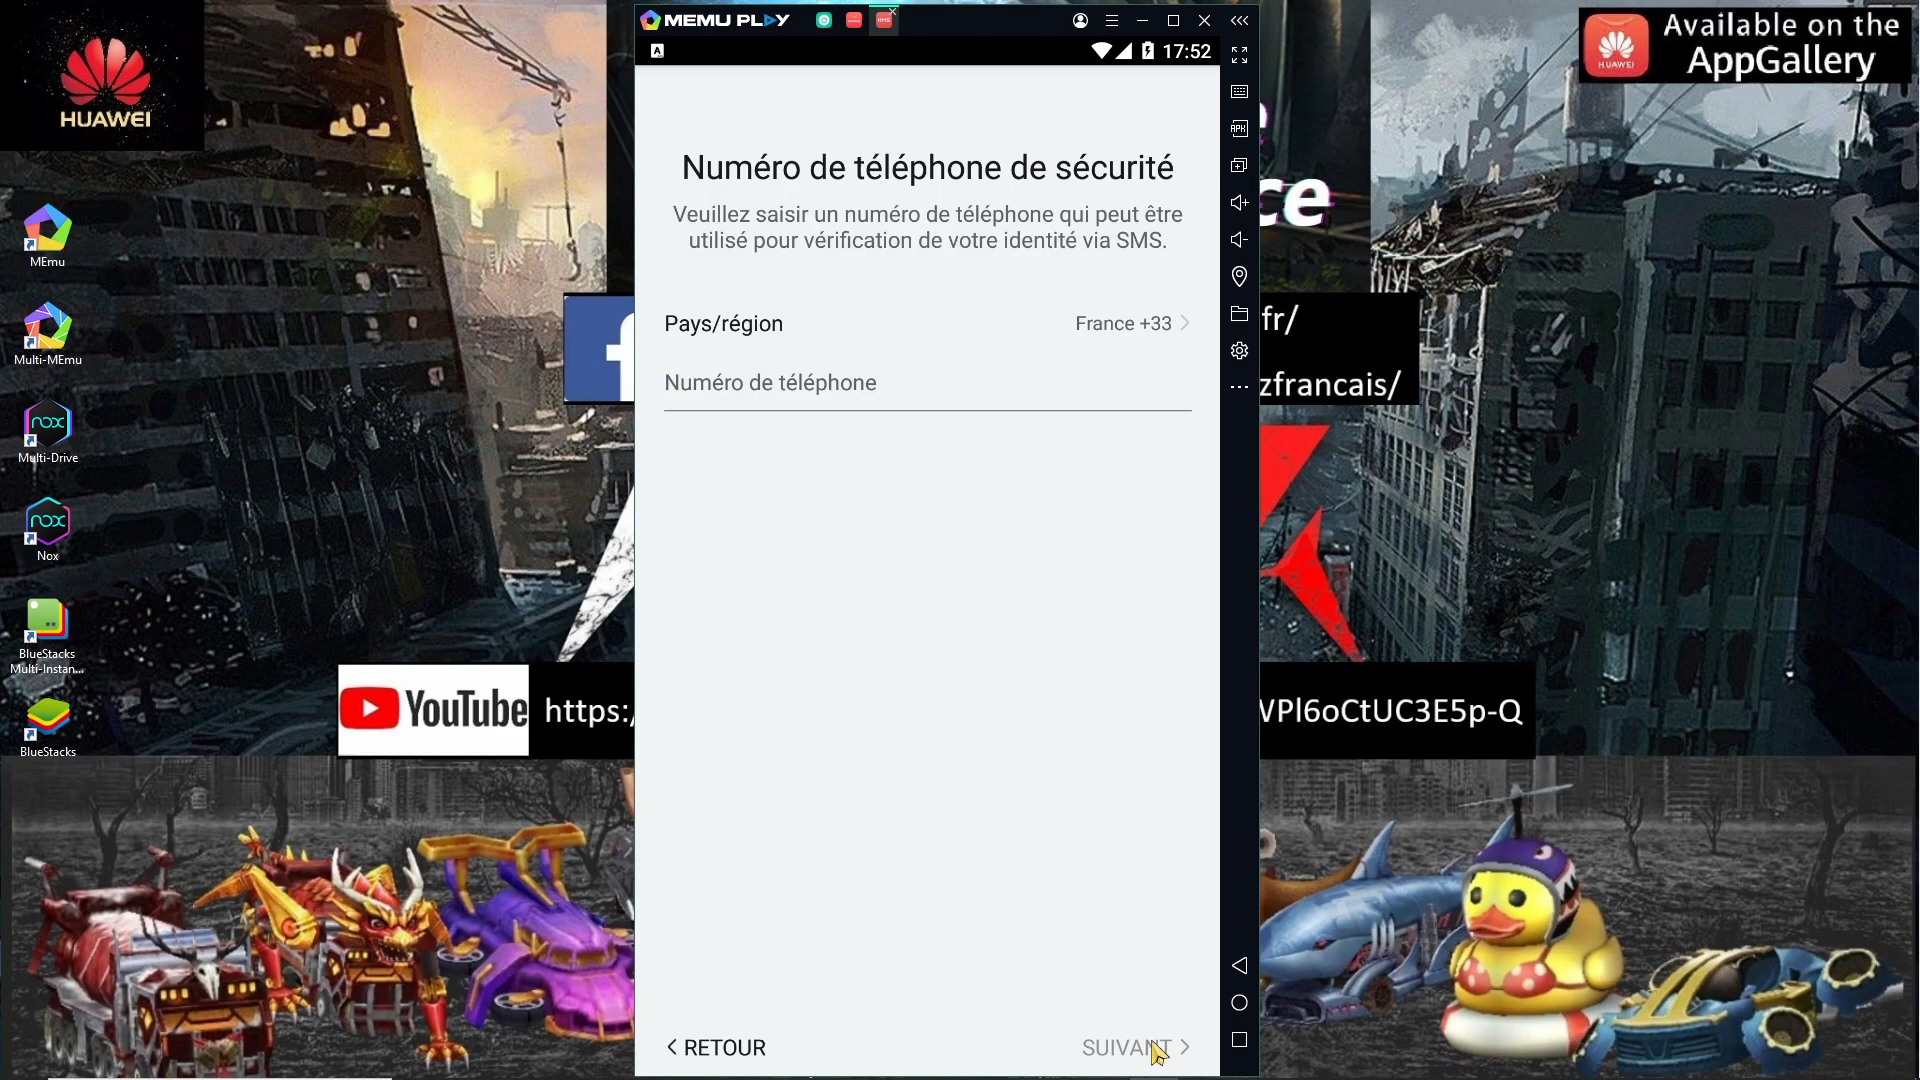 HUAWEI
MEmu
Multi-MEmu
nox
Multi-Drive
nox
Nox
BlueStacks
Multi-Instan...
BlueStacks
MEMU PLAY
HMS
A
17:52
Numéro de téléphone de sécurité
Veuillez saisir un numéro de téléphone qui peut être
utilisé pour vérification de votre identité via SMS.
Pays/région
France +33
Numéro de téléphone
RETOUR
SUIVANT
APK
HUAWEI
Available on the
AppGallery
ce
fr/
zfrancais/
YouTube
https:/
VPl6oCtUC3E5p-Q